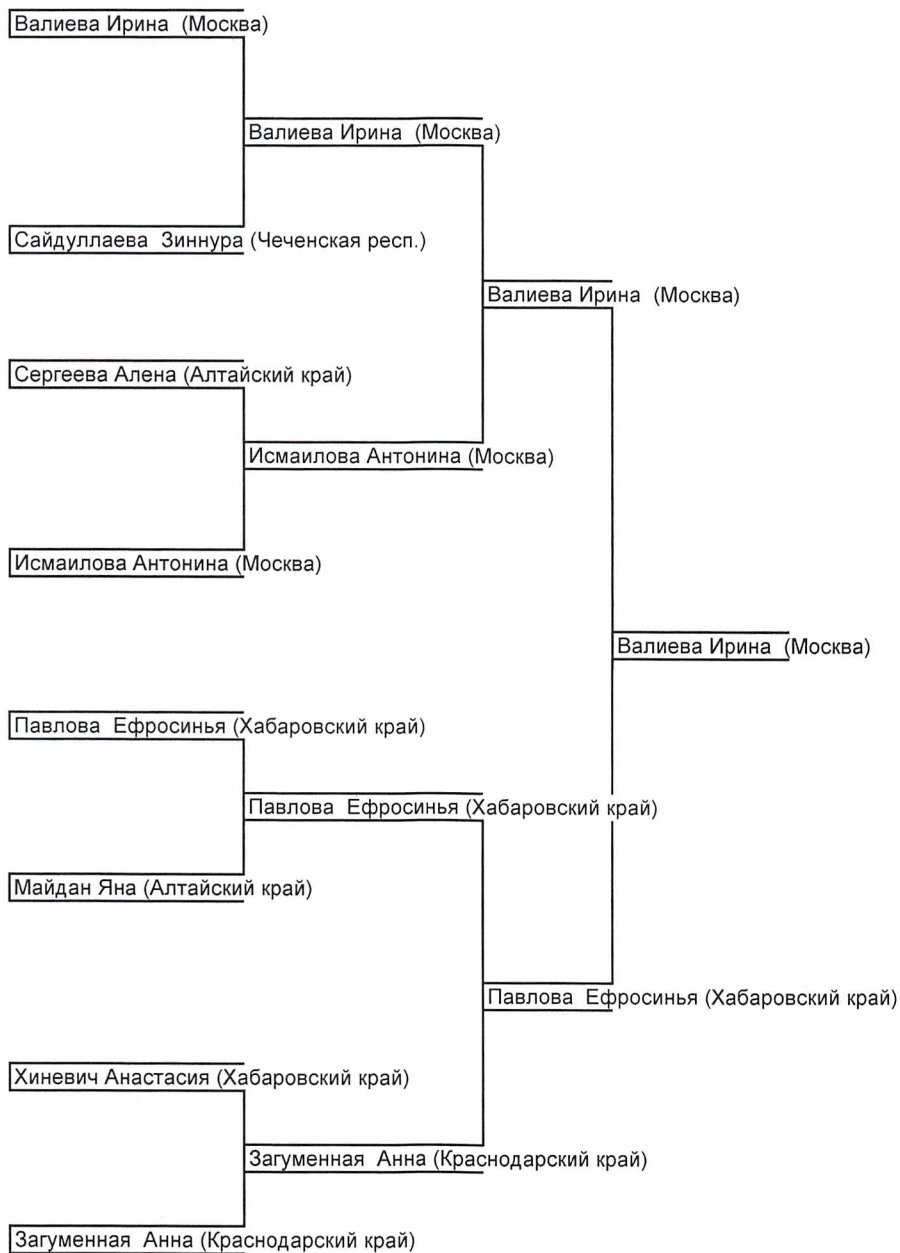 Валиева Ирина (Москва)
Валиева Ирина (Москва)
Сайдуллаева Зиннура (Чеченская респ.)
Валиева Ирина (Москва)
Сергеева Алена (Алтайский край)
Исмаилова Антонина (Москва)
Исмаилова Антонина (Москва)
Валиева Ирина (Москва)
Павлова Ефросинья (Хабаровский край)
Павлова Ефросинья (Хабаровский край)
Майдан Яна (Алтайский край)
Павлова Ефросинья (Хабаровский край)
Хиневич Анастасия (Хабаровский край)
Загуменная Анна (Краснодарский край)
Загуменная Анна (Краснодарский край)